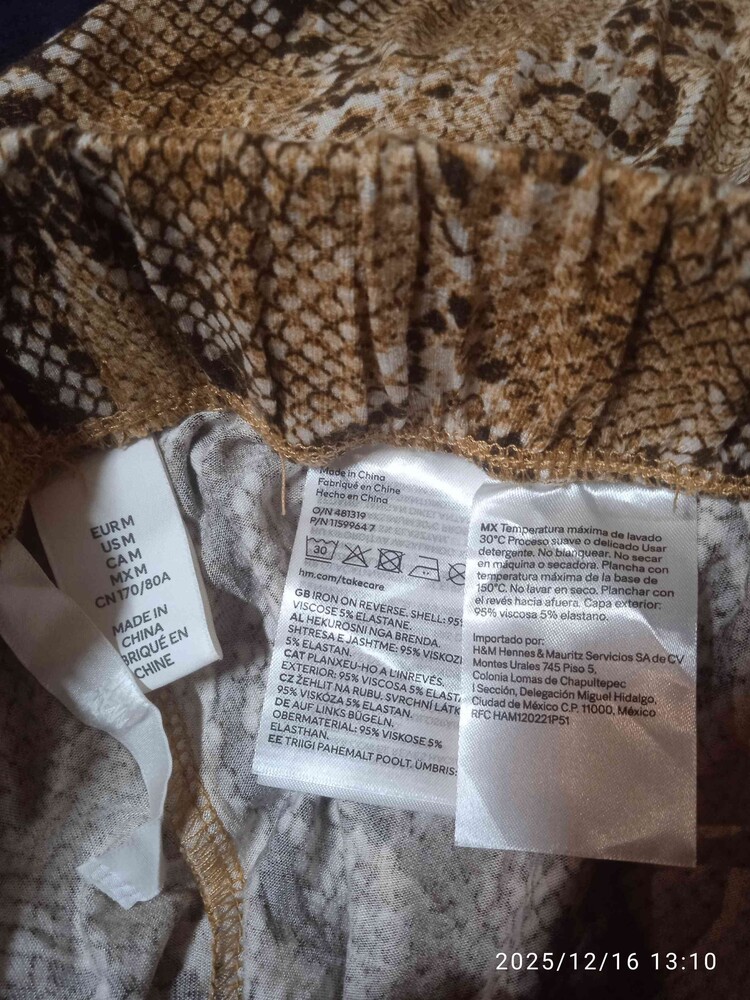 EUR M
US M
CA M
MX M
CN 170/80A
MADE IN
CHINA
BRIQUÉ EN
CHINE
Made in China
Fabriqué en Chine
Hecho en China
O/N 481319
P/N 1159964 7
30
hm.com/takecare
GB IRON ON REVERSE. SHELL: 95%
VISCOSE 5% ELASTANE.
AL HEKUROSNI NGA BRENDA.
SHTRESA E JASHTME: 95% VISKOZ
5% ELASTAN.
CAT PLANXEU-HO A L'INREVÉS.
EXTERIOR: 95% VISCOSA 5% ELAST
CZ ŽEHLIT NA RUBU. SVRCHNÍ LÁTK
95% VISKÓZA 5% ELASTAN.
DE AUF LINKS BÜGELN.
OBERMATERIAL: 95% VISKOSE 5%
ELASTHAN.
EE TRIIGI PAHEMALT POOLT. ÜMBRIS:
MX Temperatura máxima de lavado
30°C Proceso suave o delicado Usar
detergente. No blanquear. No secar
en máquina o secadora. Plancha con
temperatura máxima de la base de
150°C. No lavar en seco. Planchar con
el revés hacia afuera. Capa exterior:
95% viscosa 5% elastano.
Importado por:
H&M Hennes & Mauritz Servicios SA de CV
Montes Urales 745 Piso 5,
Colonia Lomas de Chapultepec
I Sección, Delegación Miguel Hidalgo,
Ciudad de México C.P. 11000, México
RFC HAM120221P51
2025/12/16 13:10